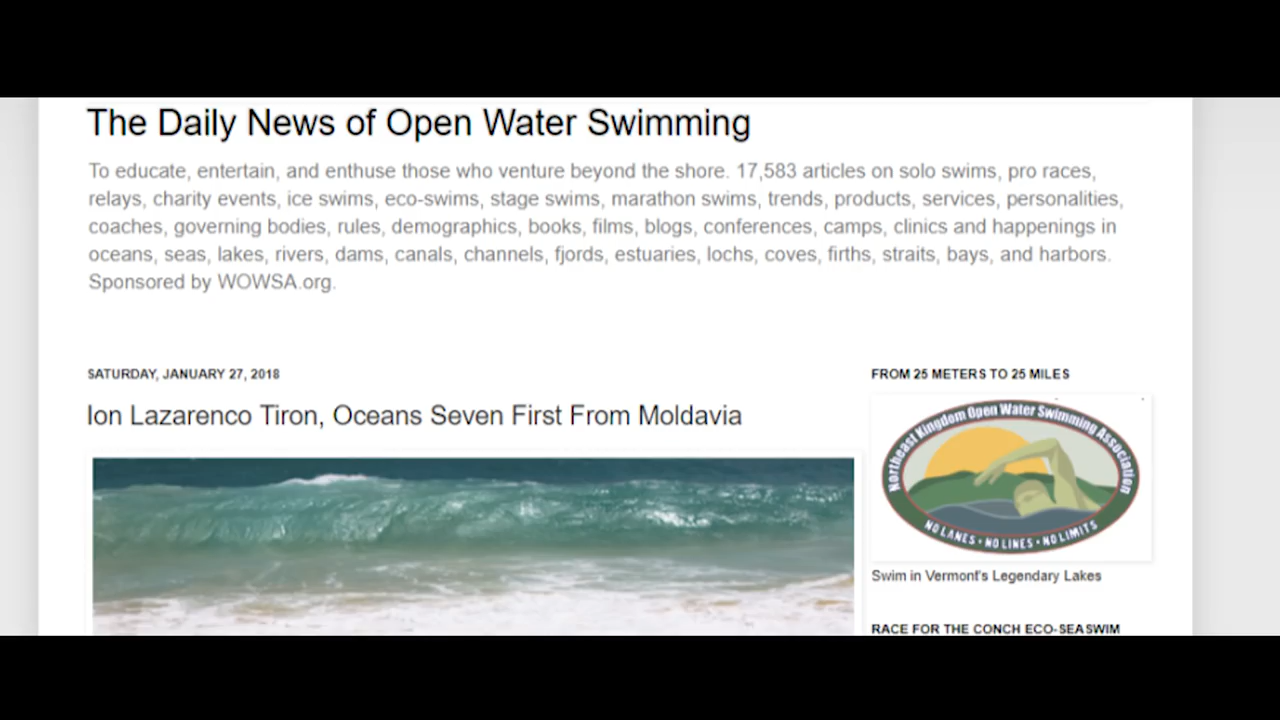 The Daily News of Open Water Swimming
To educate, entertain, and enthuse those who venture beyond the shore. 17,583 articles on solo swims, pro races,
relays, charity events, ice swims, eco-swims, stage swims, marathon swims, trends, products, services, personalities,
coaches, governing bodies, rules, demographics, books, films, blogs, conferences, camps, clinics and happenings in
oceans, seas, lakes, rivers, dams, canals, channels, fjords, estuaries, lochs, coves, firths, straits, bays, and harbors.
Sponsored by WOWSA.org.
SATURDAY, JANUARY 27, 2018
Ion Lazarenco Tiron, Oceans Seven First From Moldavia
FROM 25 METERS TO 25 MILES
Northeast Kingdom Open Water Swimming Association
NO LANES • NO LINES • NO LIMITS
Swim in Vermont's Legendary Lakes
RACE FOR THE CONCH ECO-SEASWIM